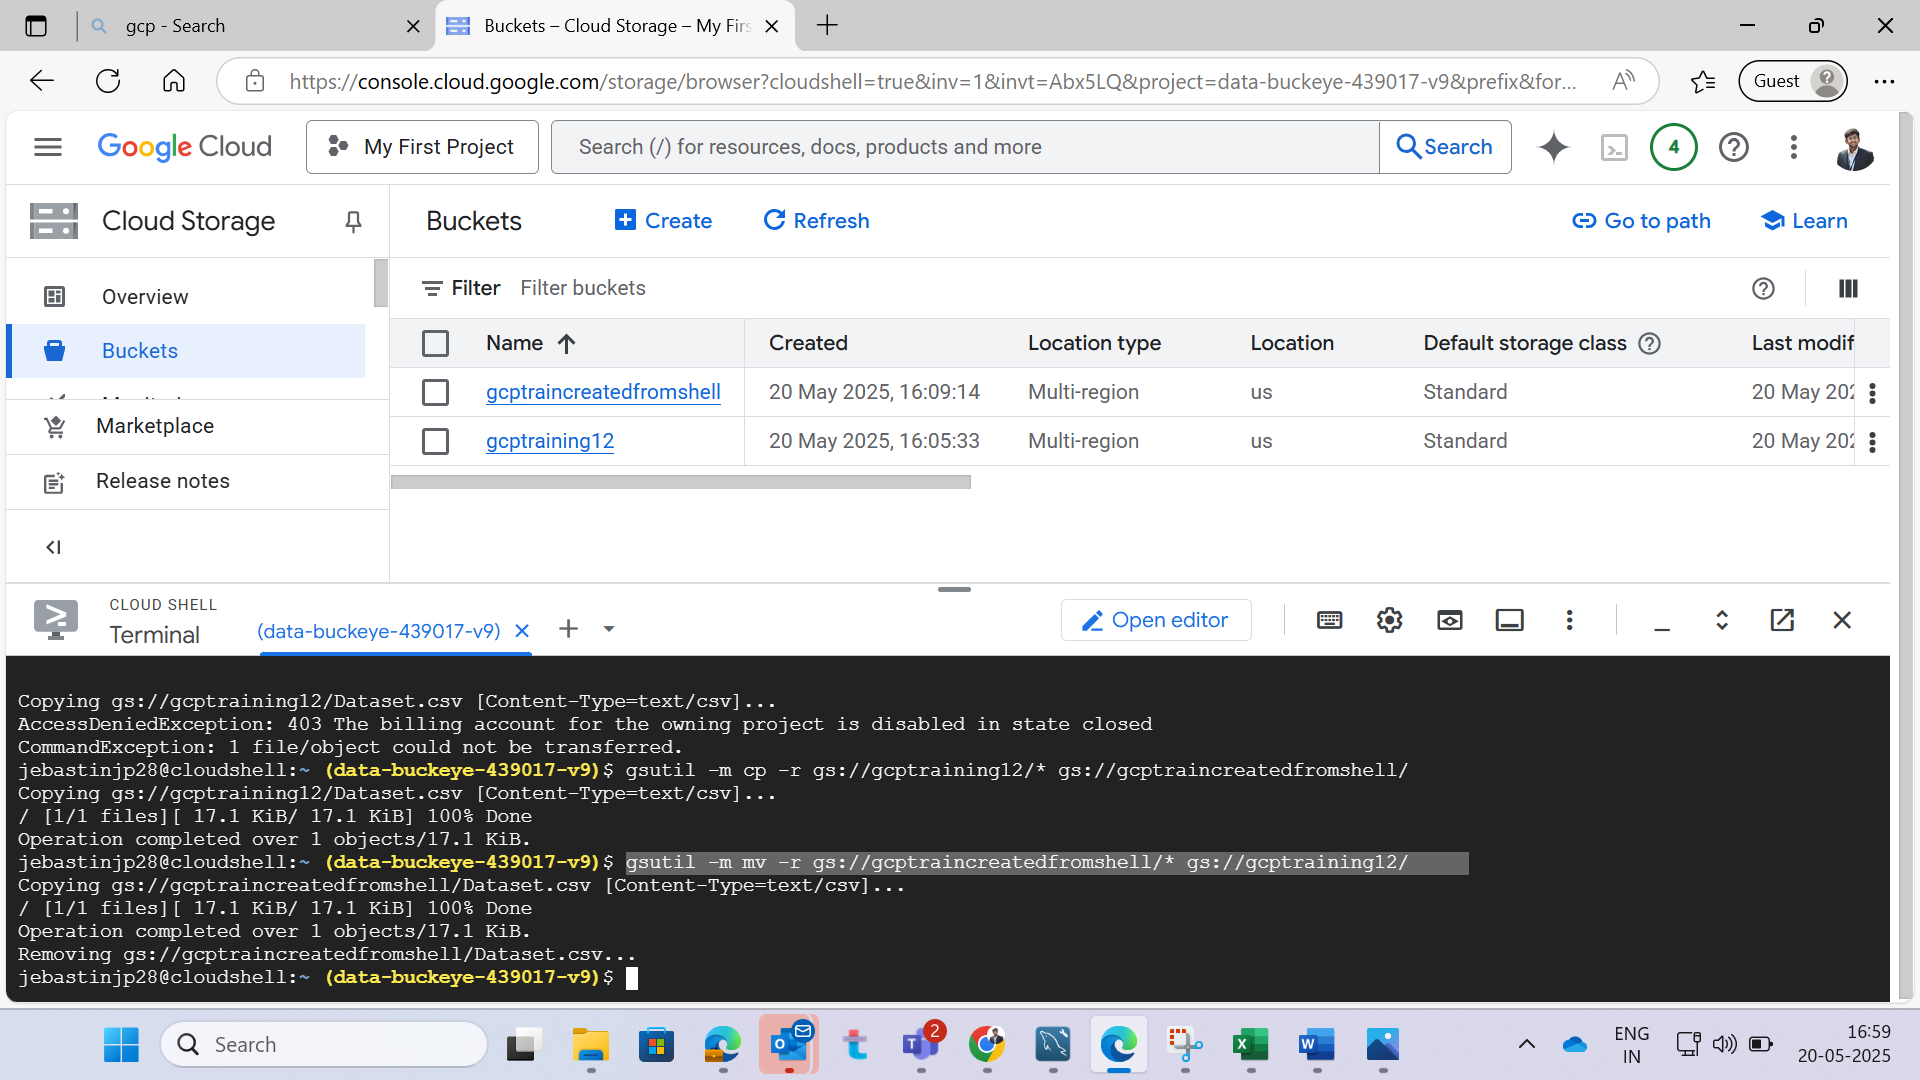 gcp - Search
Buckets – Cloud Storage – My Firs
https://console.cloud.google.com/storage/browser?cloudshell=true&inv=1&invt=Abx5LQ&project=data-buckeye-439017-v9&prefix&for...
Guest
Google Cloud
My First Project
Search (/) for resources, docs, products and more
Search
4
Cloud Storage
Buckets
Create
Refresh
Go to path
Learn
Overview
Buckets
Marketplace
Release notes
Filter
Filter buckets
Name Created Location type Location Default storage class Last modif
gcptraincreatedfromshell 20 May 2025, 16:09:14 Multi-region us Standard 20 May 202
gcptraining12 20 May 2025, 16:05:33 Multi-region us Standard 20 May 202
CLOUD SHELL
Terminal
(data-buckeye-439017-v9)
Open editor
Copying gs://gcptraining12/Dataset.csv [Content-Type=text/csv]...
AccessDeniedException: 403 The billing account for the owning project is disabled in state closed
CommandException: 1 file/object could not be transferred.
jebastinjp28@cloudshell:~ (data-buckeye-439017-v9)$ gsutil -m cp -r gs://gcptraining12/* gs://gcptraincreatedfromshell/
Copying gs://gcptraining12/Dataset.csv [Content-Type=text/csv]...
/ [1/1 files][ 17.1 KiB/ 17.1 KiB] 100% Done
Operation completed over 1 objects/17.1 KiB.
jebastinjp28@cloudshell:~ (data-buckeye-439017-v9)$ gsutil -m mv -r gs://gcptraincreatedfromshell/* gs://gcptraining12/
Copying gs://gcptraincreatedfromshell/Dataset.csv [Content-Type=text/csv]...
/ [1/1 files][ 17.1 KiB/ 17.1 KiB] 100% Done
Operation completed over 1 objects/17.1 KiB.
Removing gs://gcptraincreatedfromshell/Dataset.csv...
jebastinjp28@cloudshell:~ (data-buckeye-439017-v9)$
Search
2
ENG
IN
16:59
20-05-2025